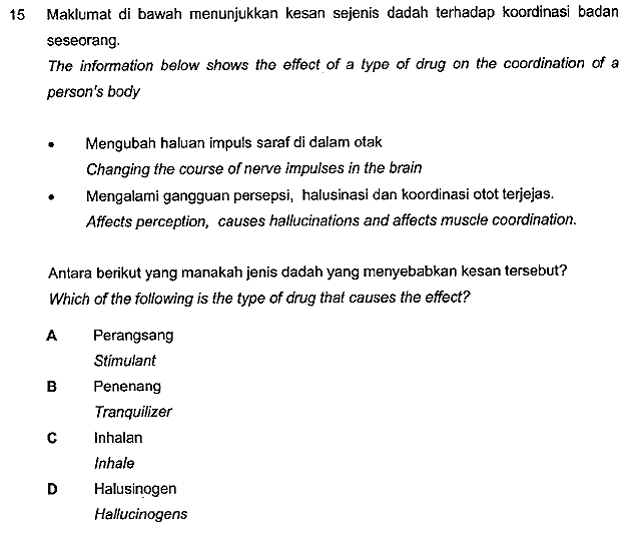 15 Maklumat di bawah menunjukkan kesan sejenis dadah terhadap koordinasi badan
seseorang.
The information below shows the effect of a type of drug on the coordination of a
person's body
• Mengubah haluan impuls saraf di dalam otak
Changing the course of nerve impulses in the brain
• Mengalami gangguan persepsi, halusinasi dan koordinasi otot terjejas.
Affects perception, causes hallucinations and affects muscle coordination.
Antara berikut yang manakah jenis dadah yang menyebabkan kesan tersebut?
Which of the following is the type of drug that causes the effect?
A Perangsang
Stimulant
B Penenang
Tranquilizer
C Inhalan
Inhale
D Halusinogen
Hallucinogens